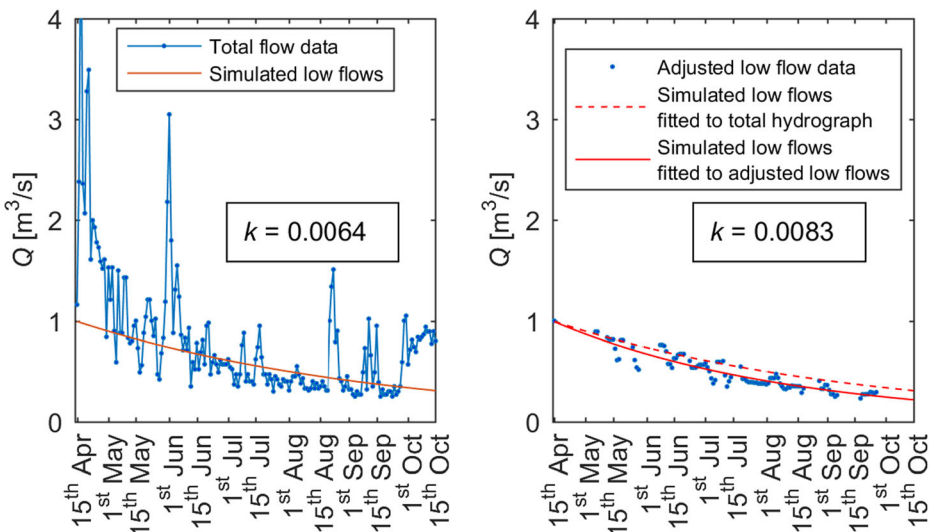 4
3
2
1
0
Q [m³/s]
Total flow data
Simulated low flows
k = 0.0064
15th Apr
1st May
15th May
1st Jun
15th Jun
1st Jul
15th Jul
1st Aug
15th Aug
1st Sep
15th Sep
1st Oct
15th Oct
4
3
2
1
0
Q [m³/s]
Adjusted low flow data
Simulated low flows
fitted to total hydrograph
Simulated low flows
fitted to adjusted low flows
k = 0.0083
15th Apr
1st May
15th May
1st Jun
15th Jun
1st Jul
15th Jul
1st Aug
15th Aug
1st Sep
15th Sep
1st Oct
15th Oct